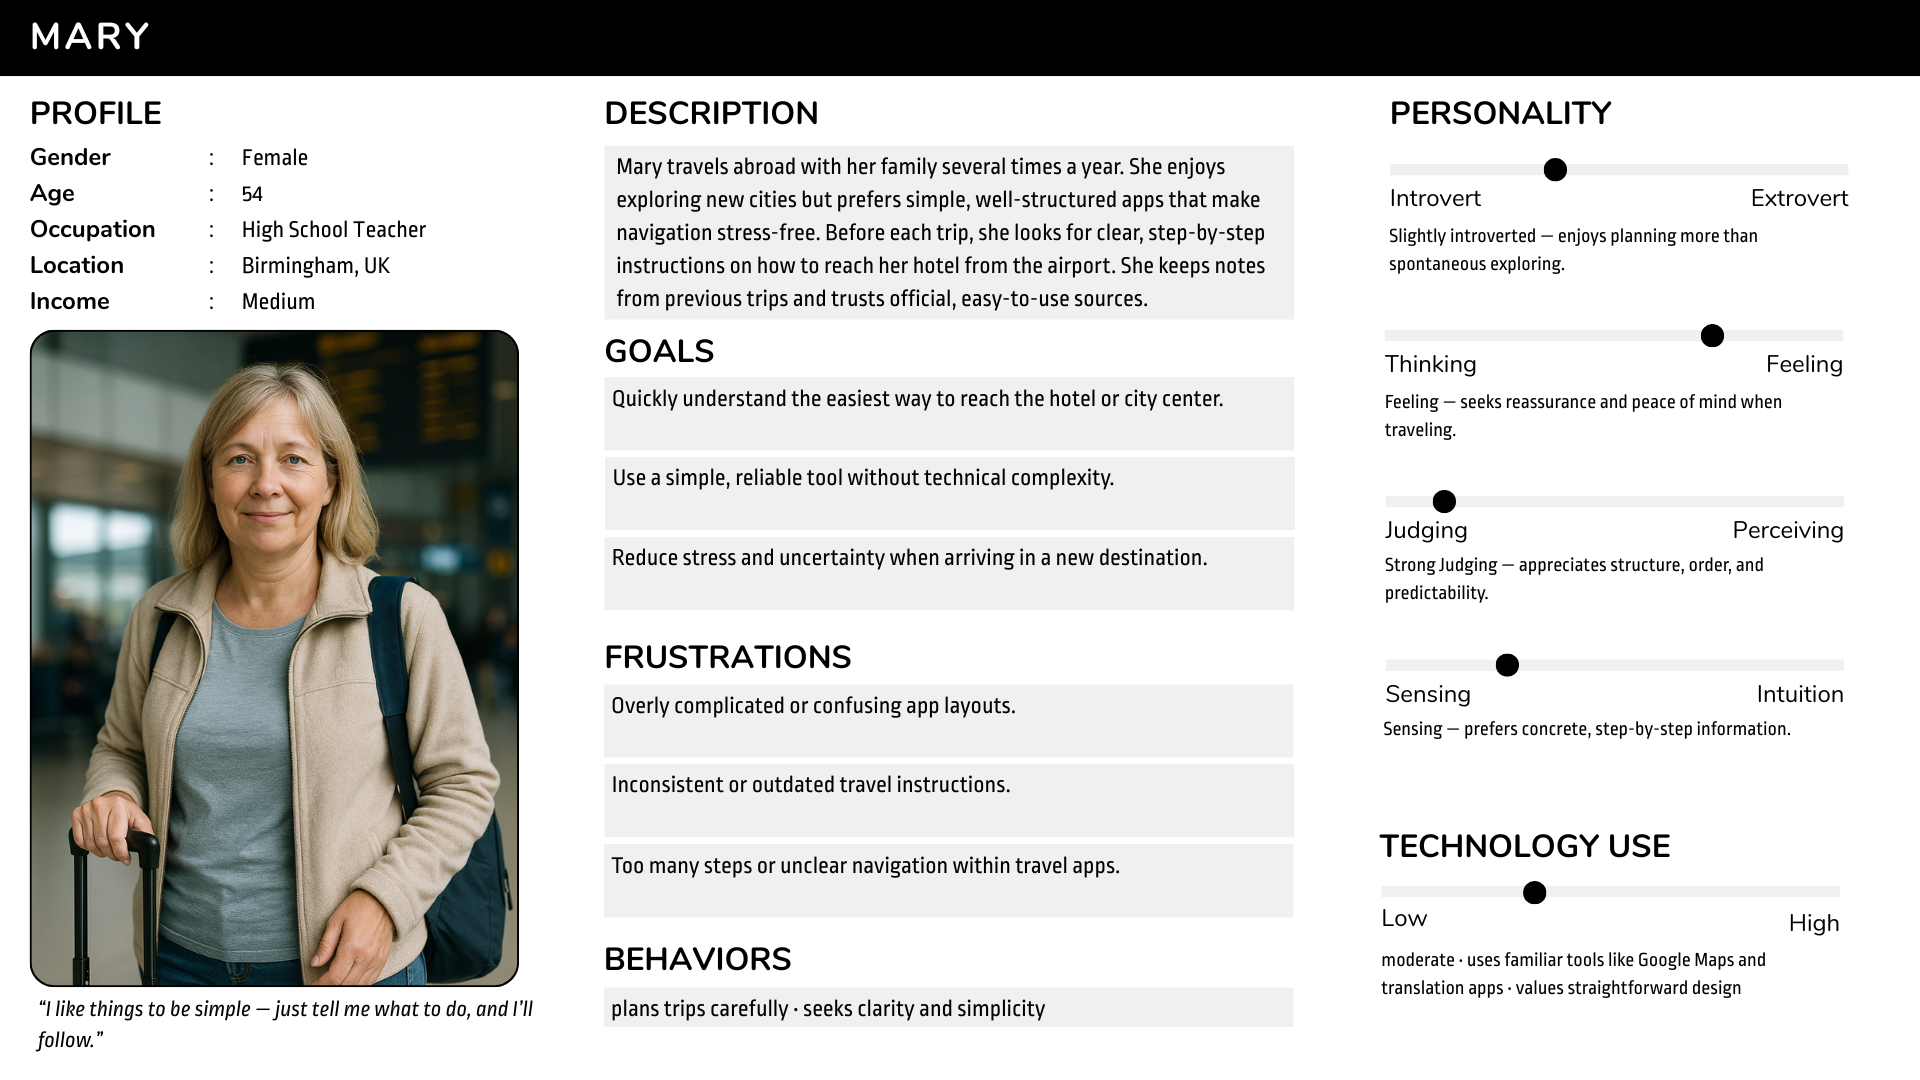 MARY
PROFILE
Gender : Female
Age : 54
Occupation : High School Teacher
Location : Birmingham, UK
Income : Medium
“I like things to be simple — just tell me what to do, and I’ll
follow.”
DESCRIPTION
Mary travels abroad with her family several times a year. She enjoys
exploring new cities but prefers simple, well-structured apps that make
navigation stress-free. Before each trip, she looks for clear, step-by-step
instructions on how to reach her hotel from the airport. She keeps notes
from previous trips and trusts official, easy-to-use sources.
GOALS
Quickly understand the easiest way to reach the hotel or city center.
Use a simple, reliable tool without technical complexity.
Reduce stress and uncertainty when arriving in a new destination.
FRUSTRATIONS
Overly complicated or confusing app layouts.
Inconsistent or outdated travel instructions.
Too many steps or unclear navigation within travel apps.
BEHAVIORS
plans trips carefully · seeks clarity and simplicity
PERSONALITY
Introvert Extrovert
Slightly introverted — enjoys planning more than
spontaneous exploring.
Thinking Feeling
Feeling — seeks reassurance and peace of mind when
traveling.
Judging Perceiving
Strong Judging — appreciates structure, order, and
predictability.
Sensing Intuition
Sensing — prefers concrete, step-by-step information.
TECHNOLOGY USE
Low High
moderate · uses familiar tools like Google Maps and
translation apps · values straightforward design